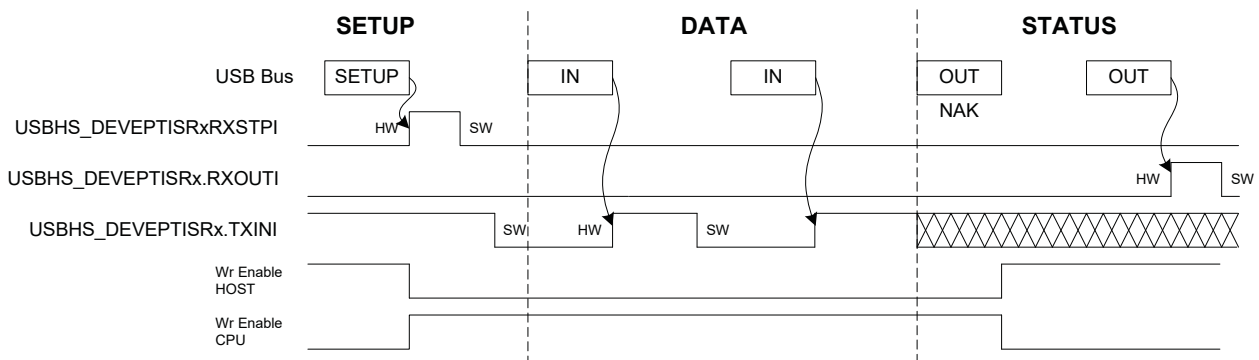 SETUP DATA STATUS
USB Bus SETUP IN IN OUT OUT
NAK
USBHS_DEVEPTISRxRXSTPI HW SW
USBHS_DEVEPTISRx.RXOUTI HW SW
USBHS_DEVEPTISRx.TXINI SW HW SW
Wr Enable
HOST
Wr Enable
CPU